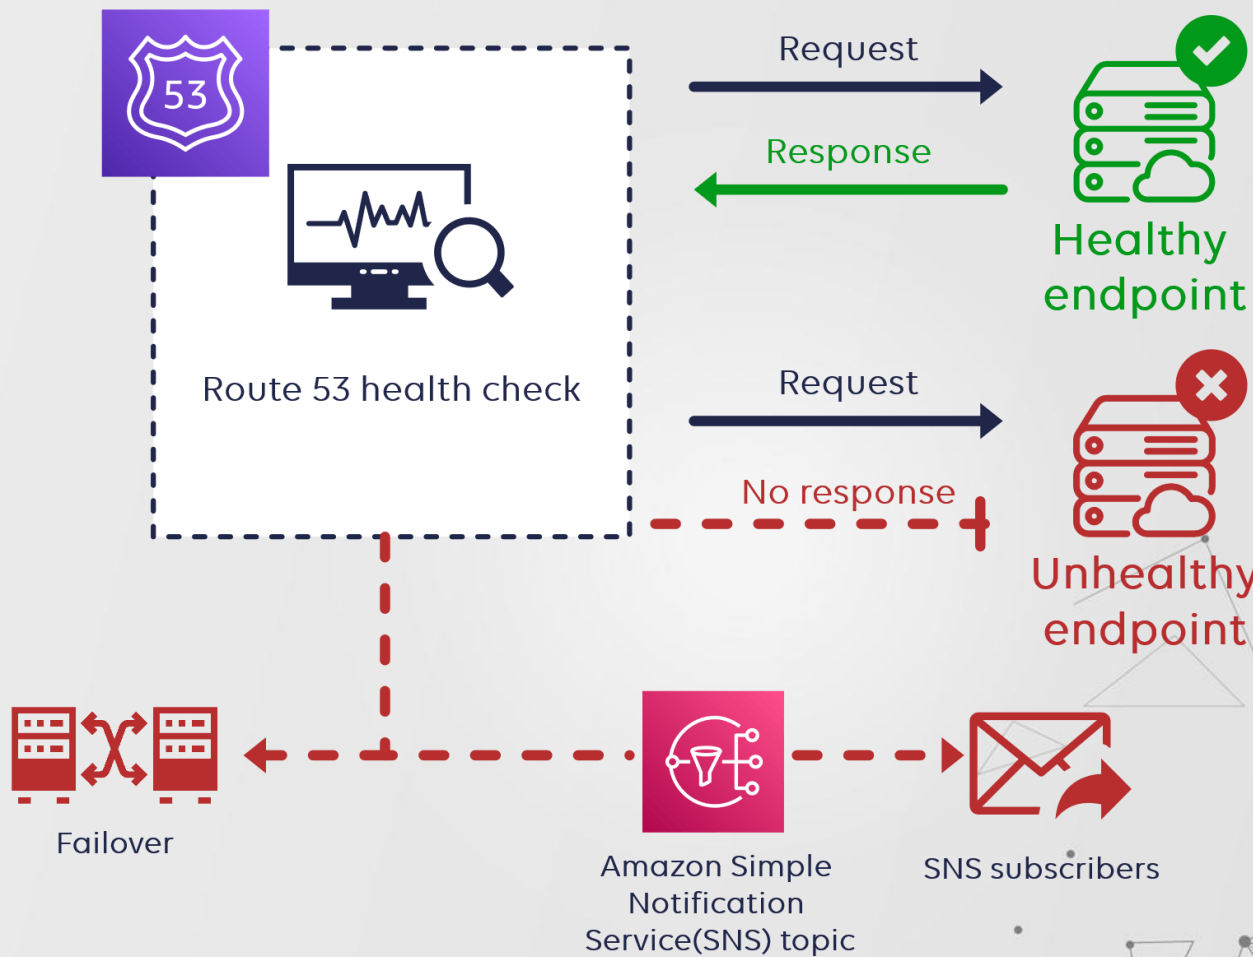 53
Request
Response
Healthy
endpoint
Route 53 health check
Request
No response
Unhealthy
endpoint
Failover
Amazon Simple
Notification
Service(SNS) topic
SNS subscribers